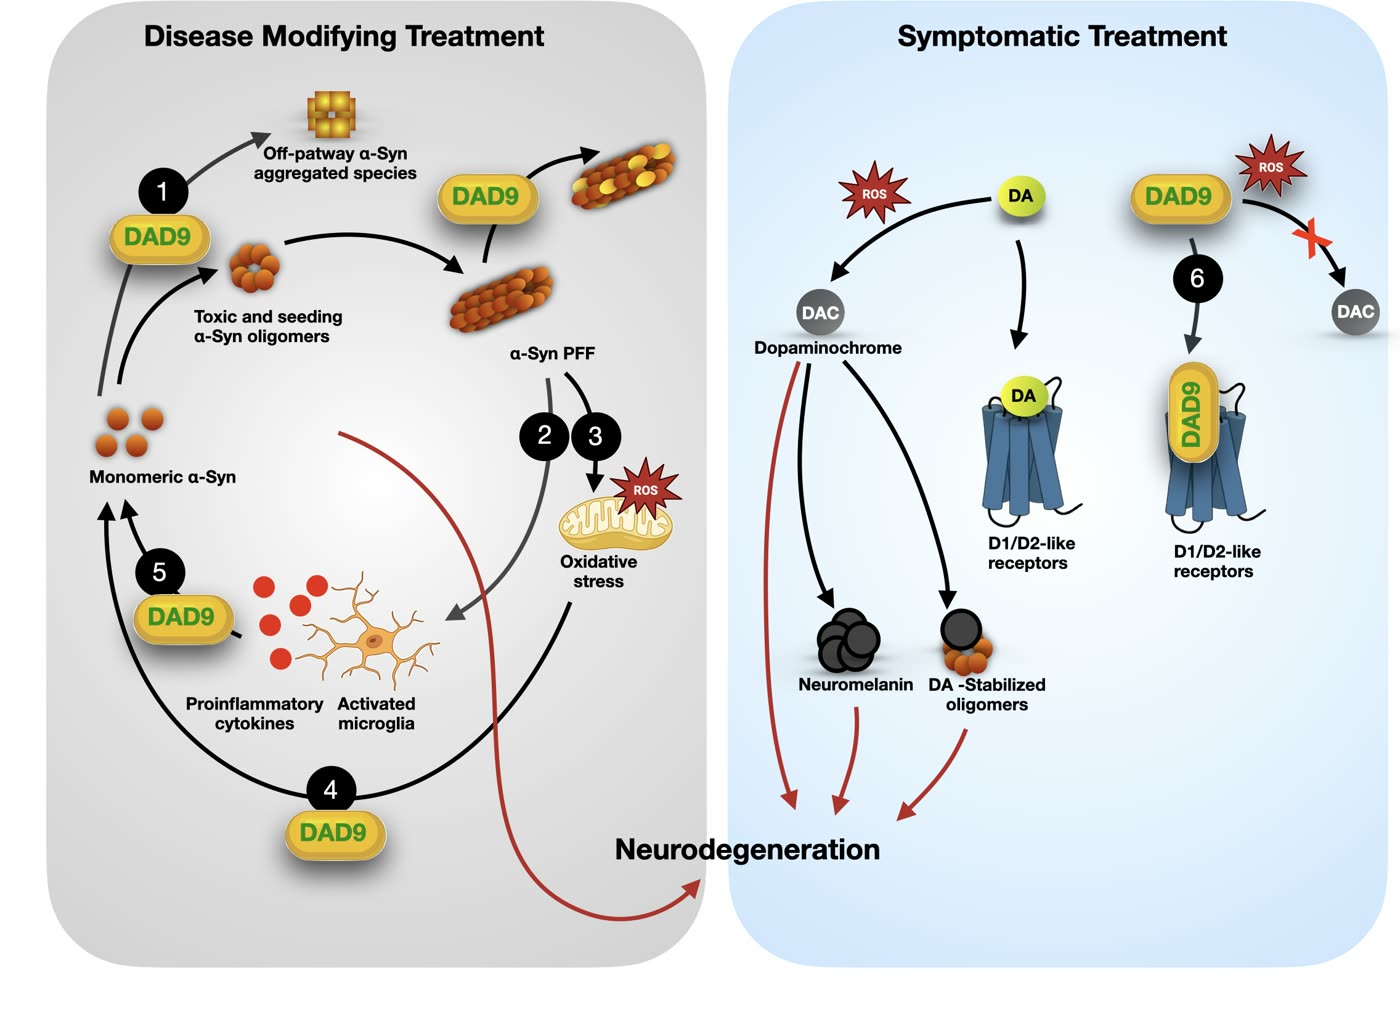 Disease Modifying Treatment
Off-patway α-Syn
aggregated species
1
DAD9
DAD9
Toxic and seeding
α-Syn oligomers
α-Syn PFF
2
3
ROS
Oxidative
stress
Monomeric α-Syn
5
DAD9
Proinflammatory
cytokines
Activated
microglia
4
DAD9
Symptomatic Treatment
ROS
DA
DAC
Dopaminochrome
DA
D1/D2-like
receptors
Neuromelanin
DA -Stabilized
oligomers
DAD9
ROS
6
DAC
DAD9
D1/D2-like
receptors
Neurodegeneration